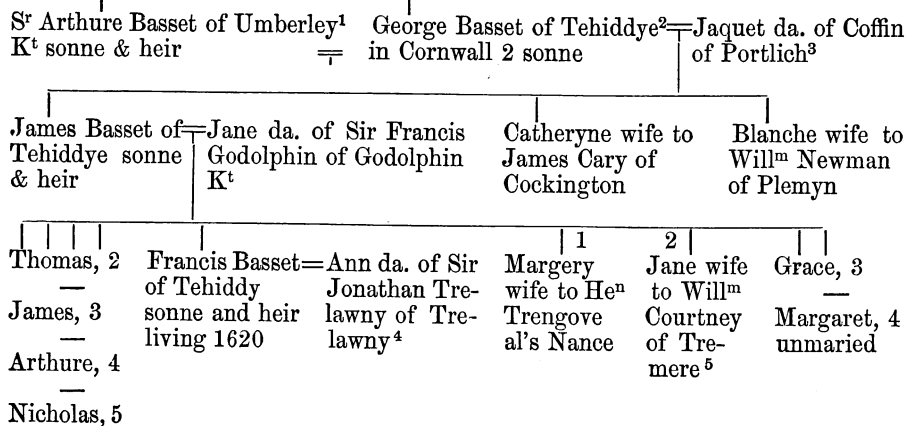 Sʳ Arthure Basset of Umberley¹
Kᵗ sonne & heir
George Basset of Tehiddye²
in Cornwall 2 sonne
Jaquet da. of Coffin
of Portlich³
James Basset of
Tehiddye sonne
& heir
Jane da. of Sir Francis
Godolphin of Godolphin
Kᵗ
Catheryne wife to
James Cary of
Cockington
Blanche wife to
Willᵐ Newman
of Plemyn
Thomas, 2
—
James, 3
—
Arthure, 4
—
Nicholas, 5
Francis Basset
of Tehiddy
sonne and heir
living 1620
Ann da. of Sir
Jonathan Tre-
lawny of Tre-
lawny⁴
1
Margery
wife to Heⁿ
Trengove
al's Nance
2
Jane wife
to Willᵐ
Courtney
of Tre-
mere⁵
Grace, 3
—
Margaret, 4
unmaried